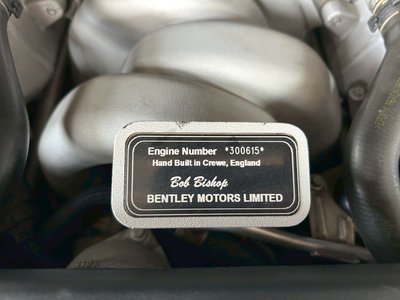 Engine Number *300615*
Hand Built in Crewe, England
Bob Bishop
BENTLEY MOTORS LIMITED